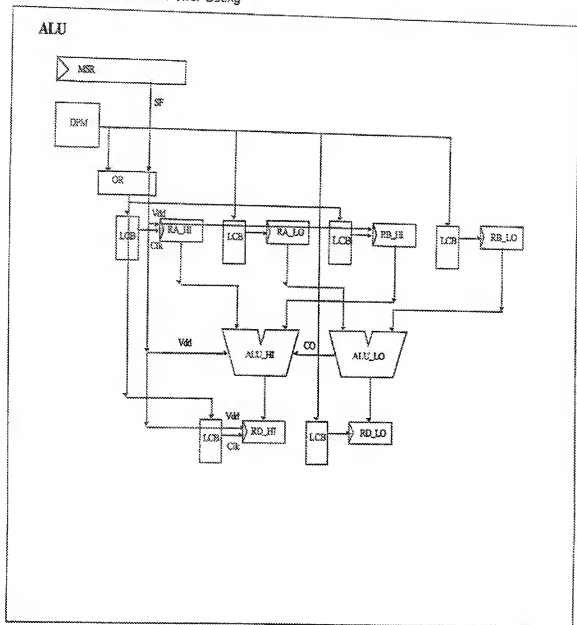 ALU
MSR
SF
DPM
OR
Vdd
LCB
Clk
RA_HI
LCB
RA_LO
LCB
RB_HI
LCB
RB_LO
Vdd
ALU_HI
CO
ALU_LO
Vdd
LCB
Clk
RD_HI
LCB
RD_LO